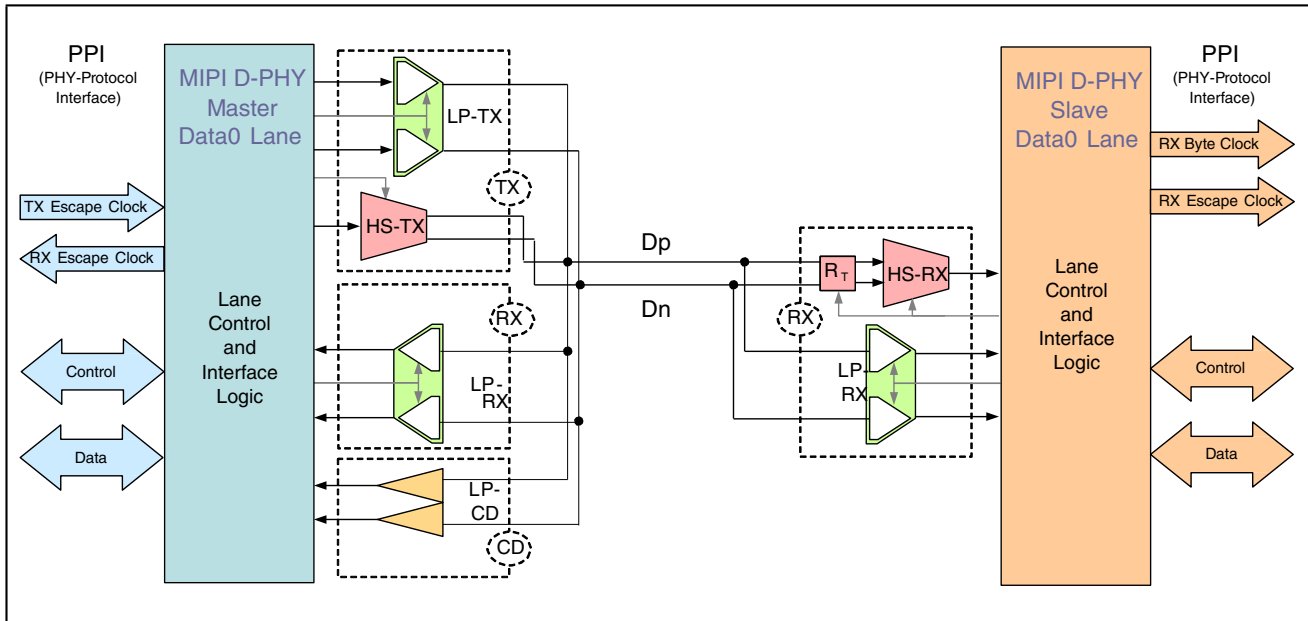 PPI
(PHY-Protocol
Interface)
MIPI D-PHY
Master
Data0 Lane
TX Escape Clock
RX Escape Clock
Control
Data
Lane
Control
and
Interface
Logic
LP-TX
TX
HS-TX
RX
LP-
RX
LP-
CD
CD
Dp
Dn
RT
HS-RX
RX
LP-
RX
MIPI D-PHY
Slave
Data0 Lane
Lane
Control
and
Interface
Logic
PPI
(PHY-Protocol
Interface)
RX Byte Clock
RX Escape Clock
Control
Data